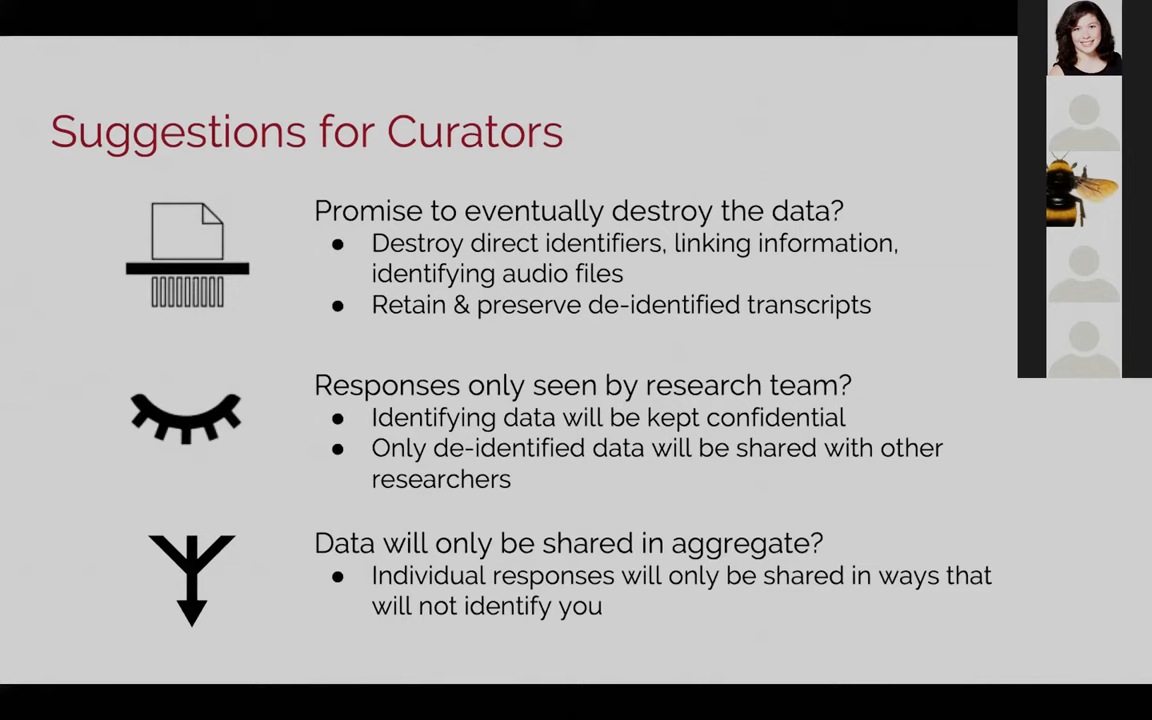 Suggestions for Curators
Promise to eventually destroy the data?
● Destroy direct identifiers, linking information,
identifying audio files
● Retain & preserve de-identified transcripts
Responses only seen by research team?
● Identifying data will be kept confidential
● Only de-identified data will be shared with other
researchers
Data will only be shared in aggregate?
● Individual responses will only be shared in ways that
will not identify you